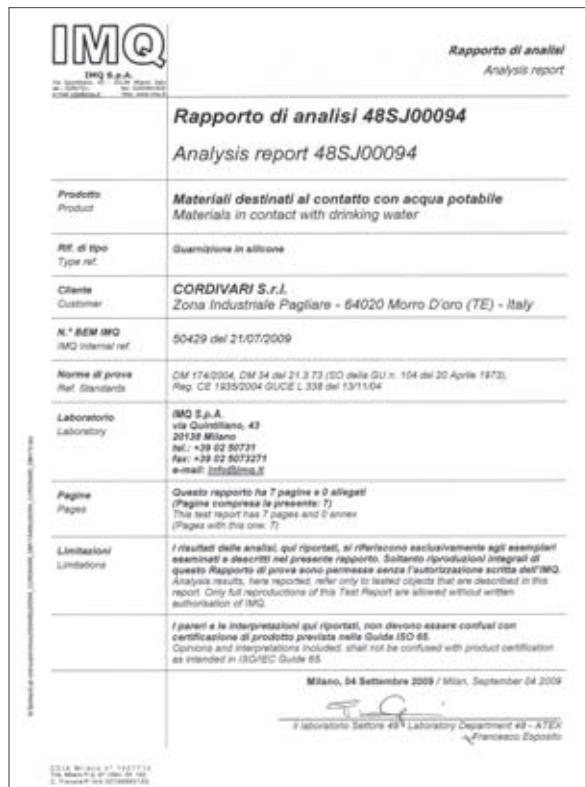 IMQ
IMQ S.p.A.
Rapporto di analisi
Analysis report
Rapporto di analisi 48SJ00094
Analysis report 48SJ00094
Prodotto
Product
Materiali destinati al contatto con acqua potabile
Materials in contact with drinking water
Rif. di tipo
Type ref.
Guarnizione in silicone
Cliente
Customer
CORDIVARI S.r.l.
Zona Industriale Pagliare - 64020 Morro D'oro (TE) - Italy
N.° BEM IMQ
IMQ internal ref.
50429 del 21/07/2009
Norme di prova
Ref. Standards
DM 174/2004, DM 34 del 21.3.73 (SO della GU n. 104 del 20 Aprile 1973),
Reg. CE 1935/2004 GUCE L 338 del 13/11/04
Laboratorio
Laboratory
IMQ S.p.A.
via Quintiliano, 43
20138 Milano
tel.: +39 02 50731
fax: +39 02 5073271
e-mail: info@imq.it
Pagine
Pages
Questo rapporto ha 7 pagine e 0 allegati
(Pagine compresa la presente: 7)
This test report has 7 pages and 0 annex
(Pages with this one: 7)
Limitazioni
Limitations
I risultati delle analisi, qui riportati, si riferiscono esclusivamente agli esemplari
esaminati e descritti nel presente rapporto. Soltanto riproduzioni integrali di
questo Rapporto di prova sono permesse senza l'autorizzazione scritta dell'IMQ.
Analysis results, here reported, refer only to tested objects that are described in this
report. Only full reproductions of this Test Report are allowed without written
authorisation of IMQ.
I pareri e le interpretazioni qui riportati, non devono essere confusi con
certificazione di prodotto prevista nella Guida ISO 65.
Opinions and interpretations included, shall not be confused with product certification
as intended in ISO/IEC Guide 65.
Milano, 04 Settembre 2009 / Milan, September 04 2009
Il laboratorio Settore 48 - Laboratory Department 48 - ATEX
Francesco Esposito